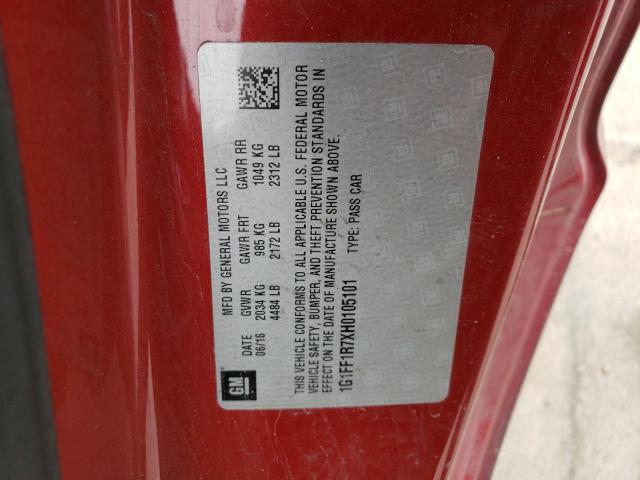 GM
MFD BY GENERAL MOTORS LLC
DATE GVWR GAWR FRT GAWR RR
06/16 2034 KG 985 KG 1049 KG
4484 LB 2172 LB 2312 LB
THIS VEHICLE CONFORMS TO ALL APPLICABLE U.S. FEDERAL MOTOR
VEHICLE SAFETY, BUMPER, AND THEFT PREVENTION STANDARDS IN
EFFECT ON THE DATE OF MANUFACTURE SHOWN ABOVE.
1G1FF1R7XH0105101 TYPE: PASS CAR